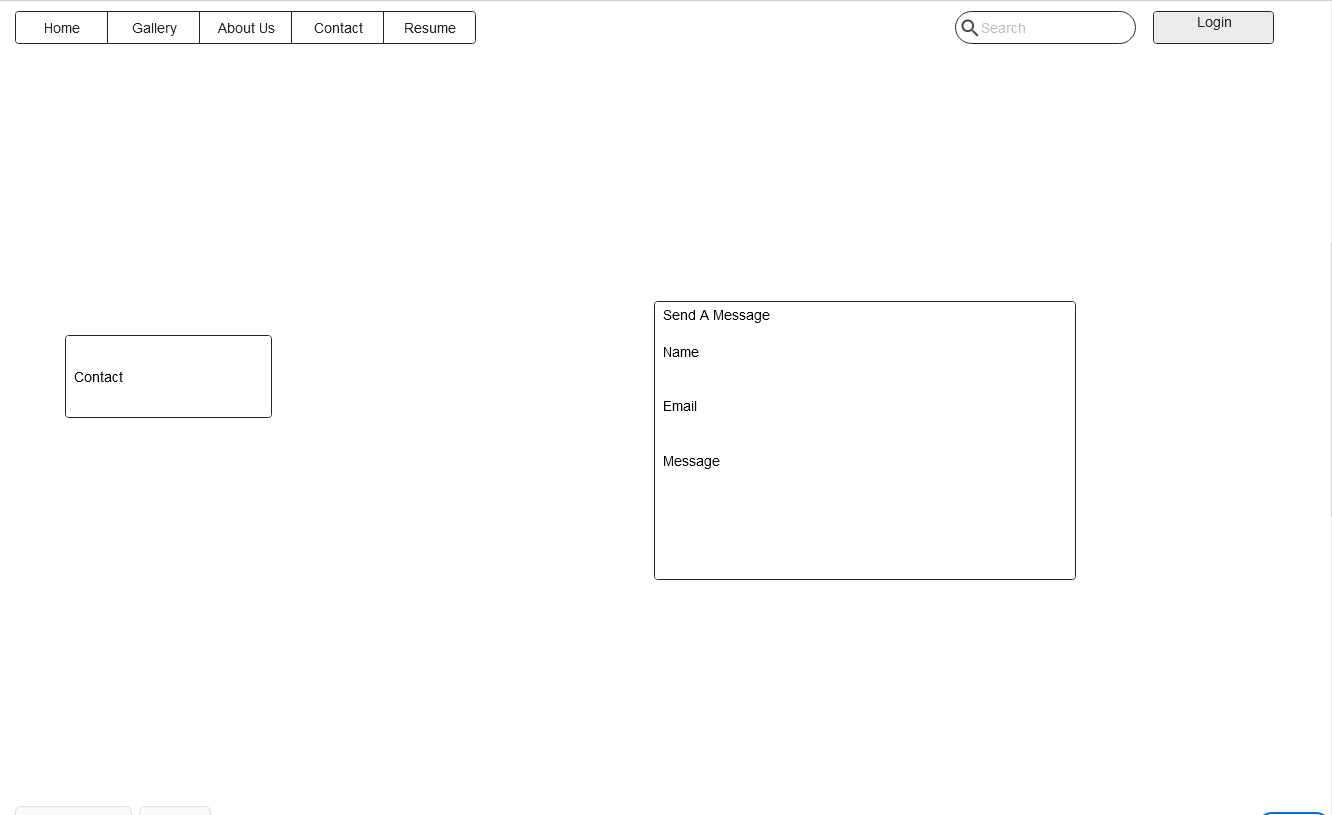 Home Gallery About Us Contact Resume Search Login
Contact
Send A Message
Name
Email
Message